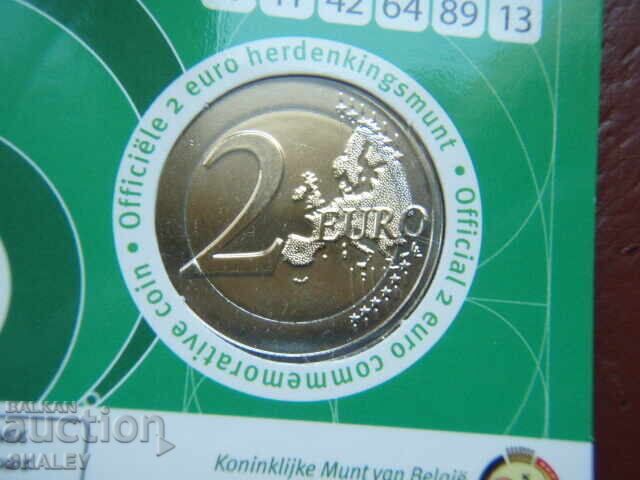 42 64 89 13
• Officiële 2 euro herdenkingsmunt •
Official 2 euro commemorative coin
2 EURO
BALKAN
auction
SHALEV
Koninklijke Munt van België